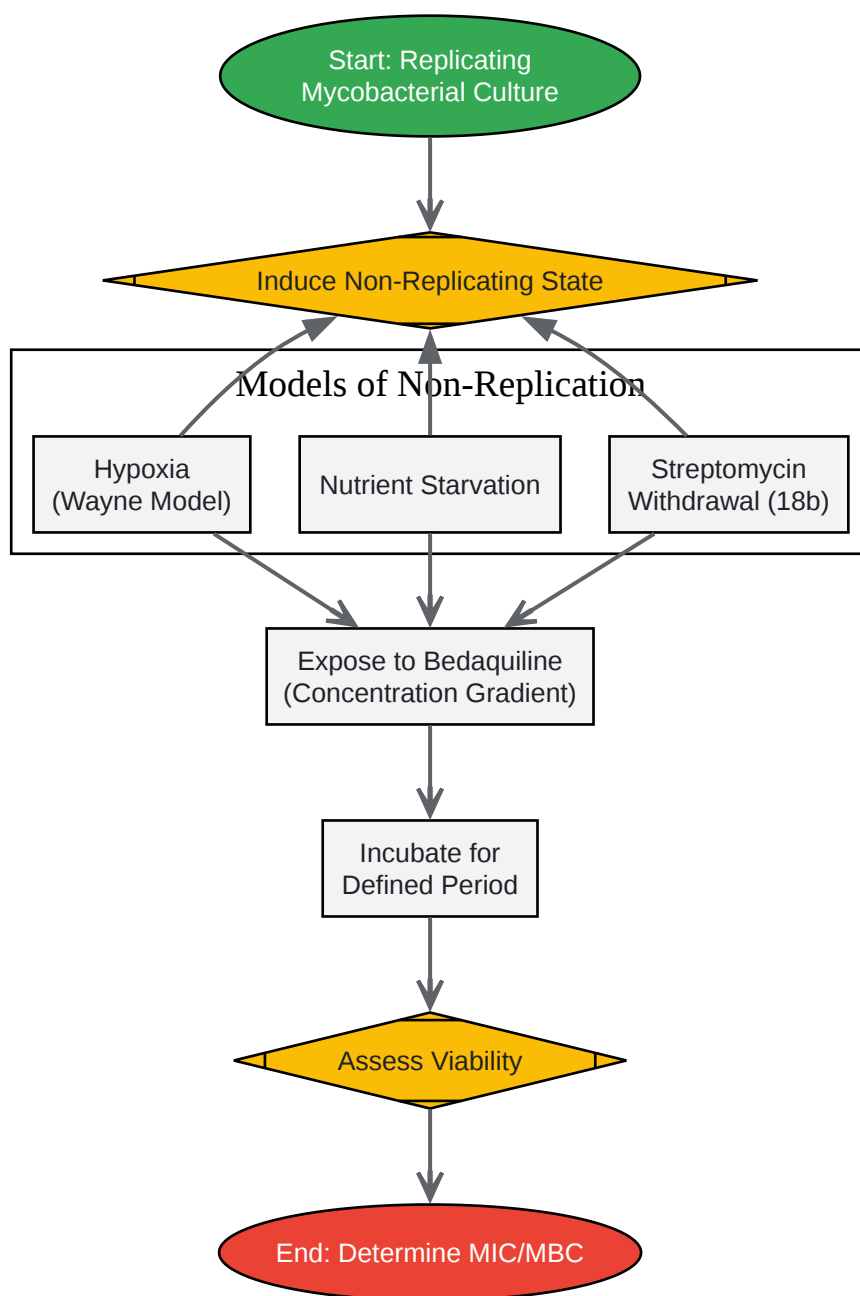 Start: Replicating
Mycobacterial Culture
Induce Non-Replicating State
Models of Non-Replication
Hypoxia
(Wayne Model)
Nutrient Starvation
Streptomycin
Withdrawal (18b)
Expose to Bedaquiline
(Concentration Gradient)
Incubate for
Defined Period
Assess Viability
End: Determine MIC/MBC